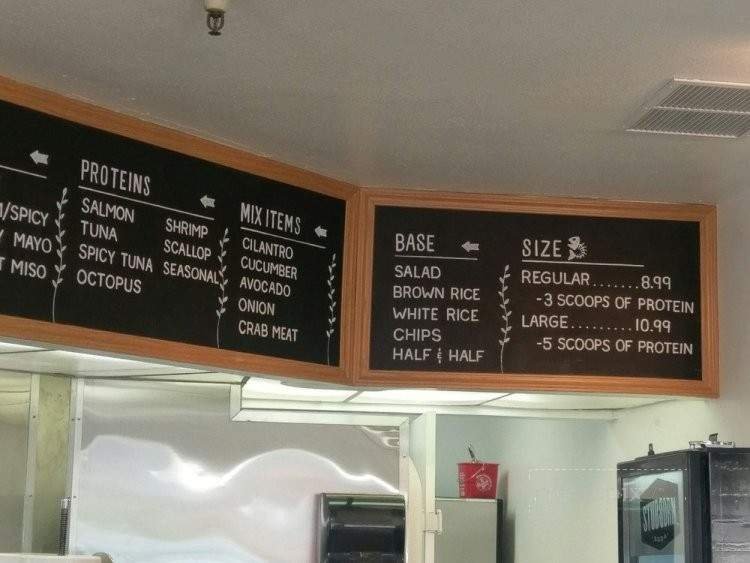 /SPICY
MAYO
MISO
PROTEINS
SALMON
TUNA
SPICY TUNA
OCTOPUS
SHRIMP
SCALLOP
SEASONAL
MIX ITEMS
CILANTRO
CUCUMBER
AVOCADO
ONION
CRAB MEAT
BASE
SALAD
BROWN RICE
WHITE RICE
CHIPS
HALF & HALF
SIZE
REGULAR.......8.99
-3 SCOOPS OF PROTEIN
LARGE.........10.99
-5 SCOOPS OF PROTEIN
STUBBORN
SODA